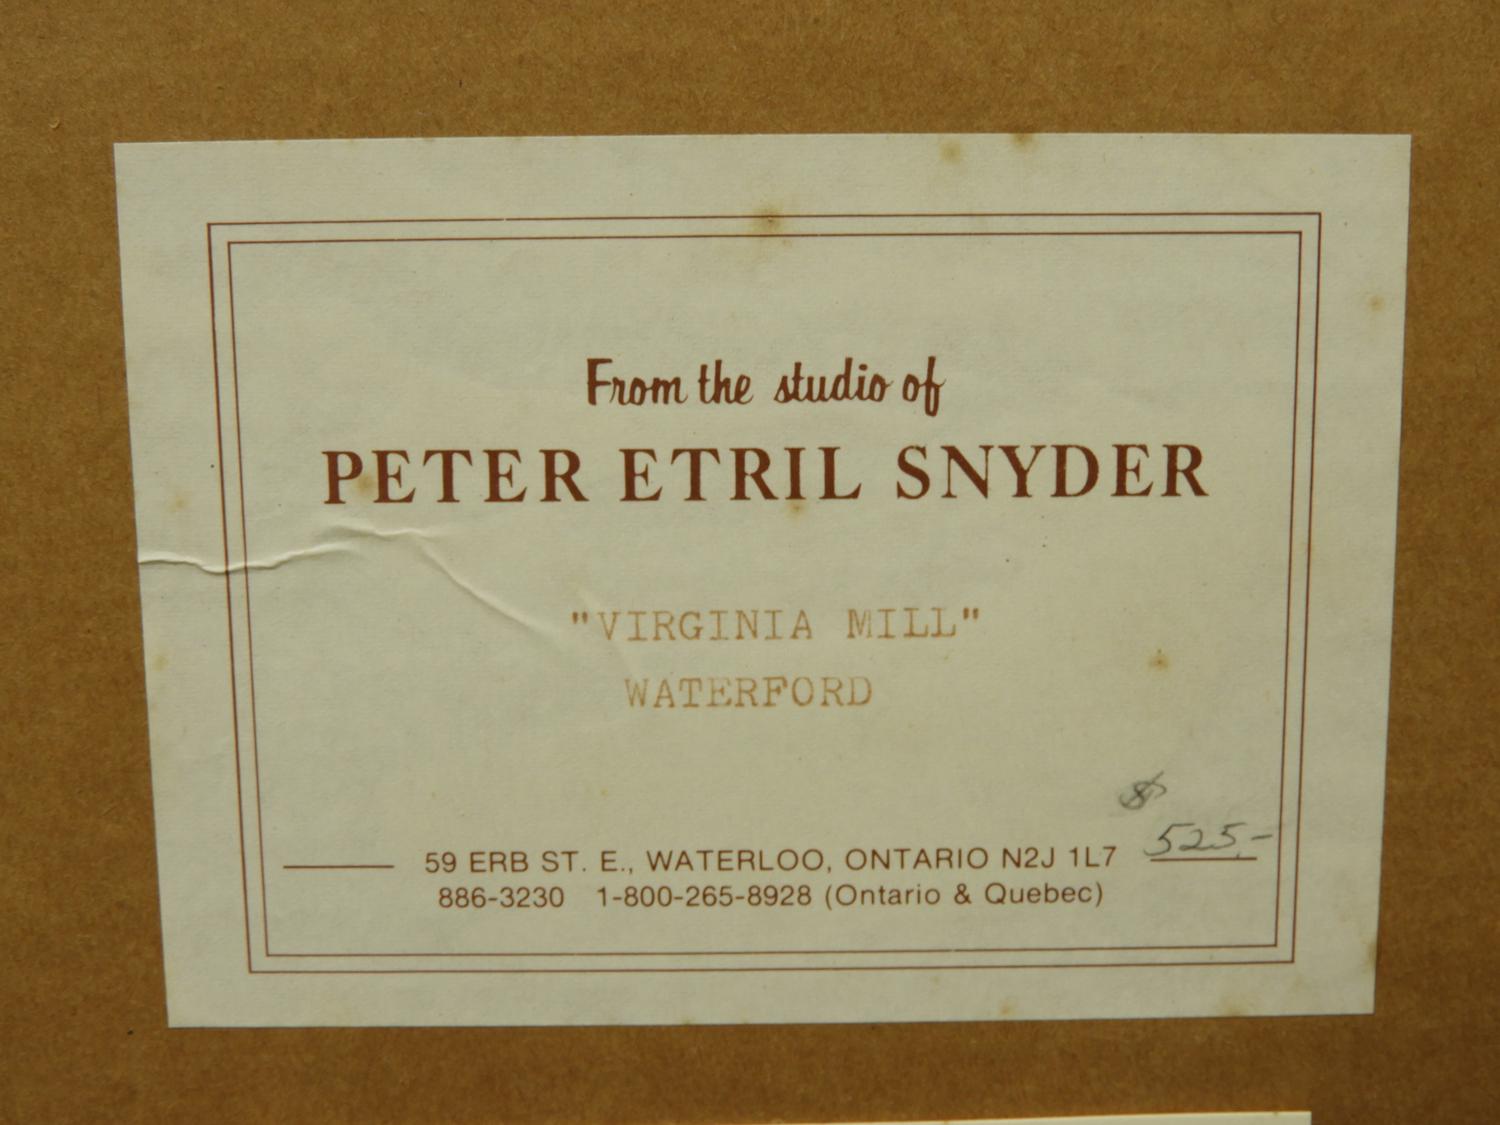 From the studio of
PETER ETRIL SNYDER
"VIRGINIA MILL"
WATERFORD
$
525.-
59 ERB ST. E., WATERLOO, ONTARIO N2J 1L7
886-3230 1-800-265-8928 (Ontario & Quebec)